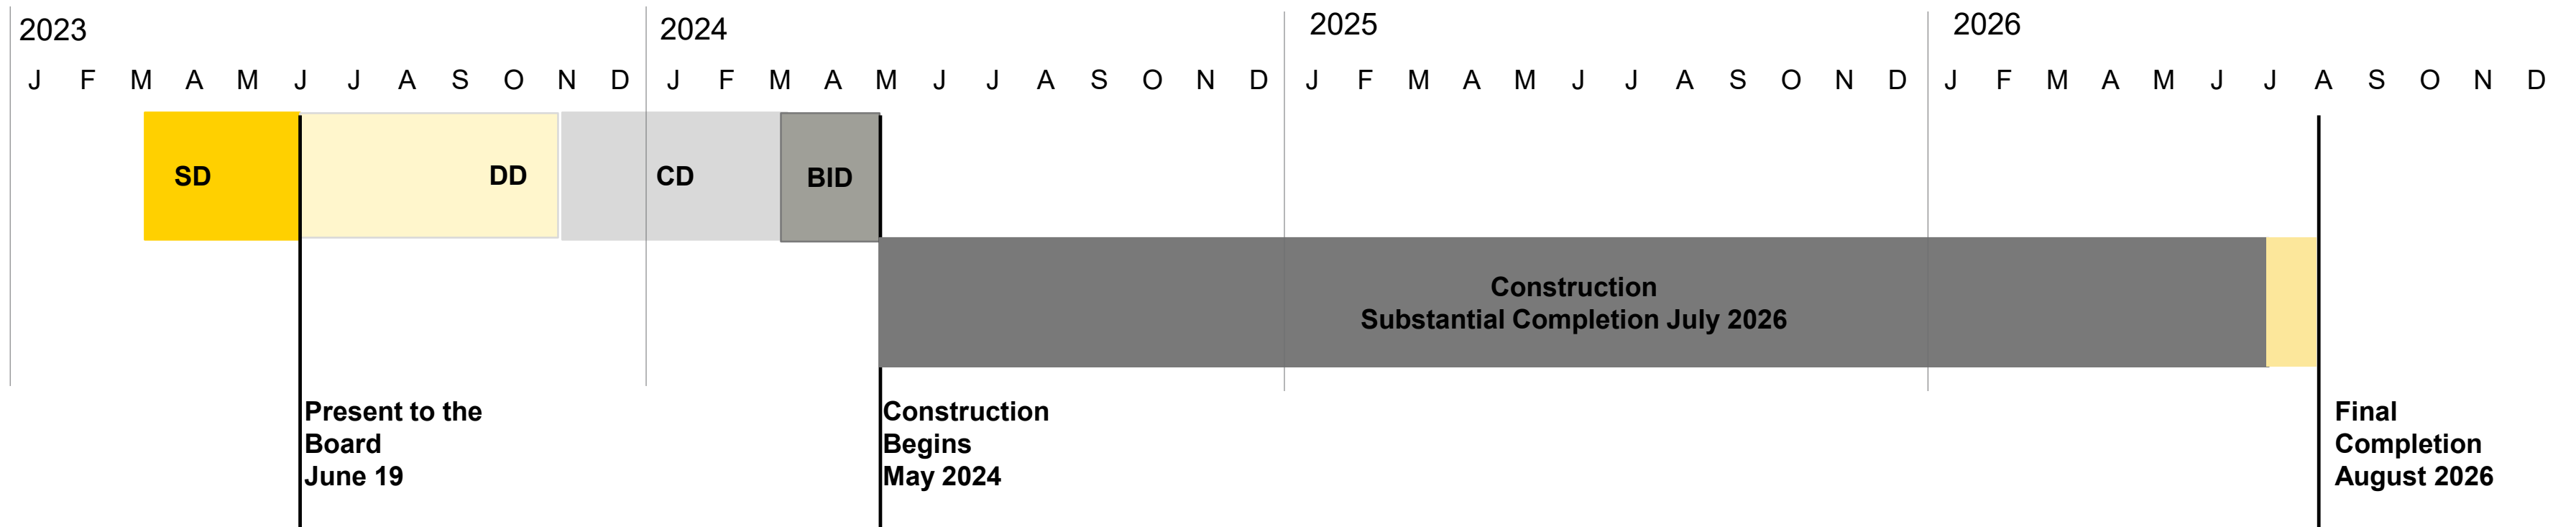 2023 2024 2025 2026
J F M A M J J A S O N D J F M A M J J A S O N D J F M A M J J A S O N D J F M A M J J A S O N D
SD DD CD BID
Construction
Substantial Completion July 2026
Present to the
Board
June 19
Construction
Begins
May 2024
Final
Completion
August 2026